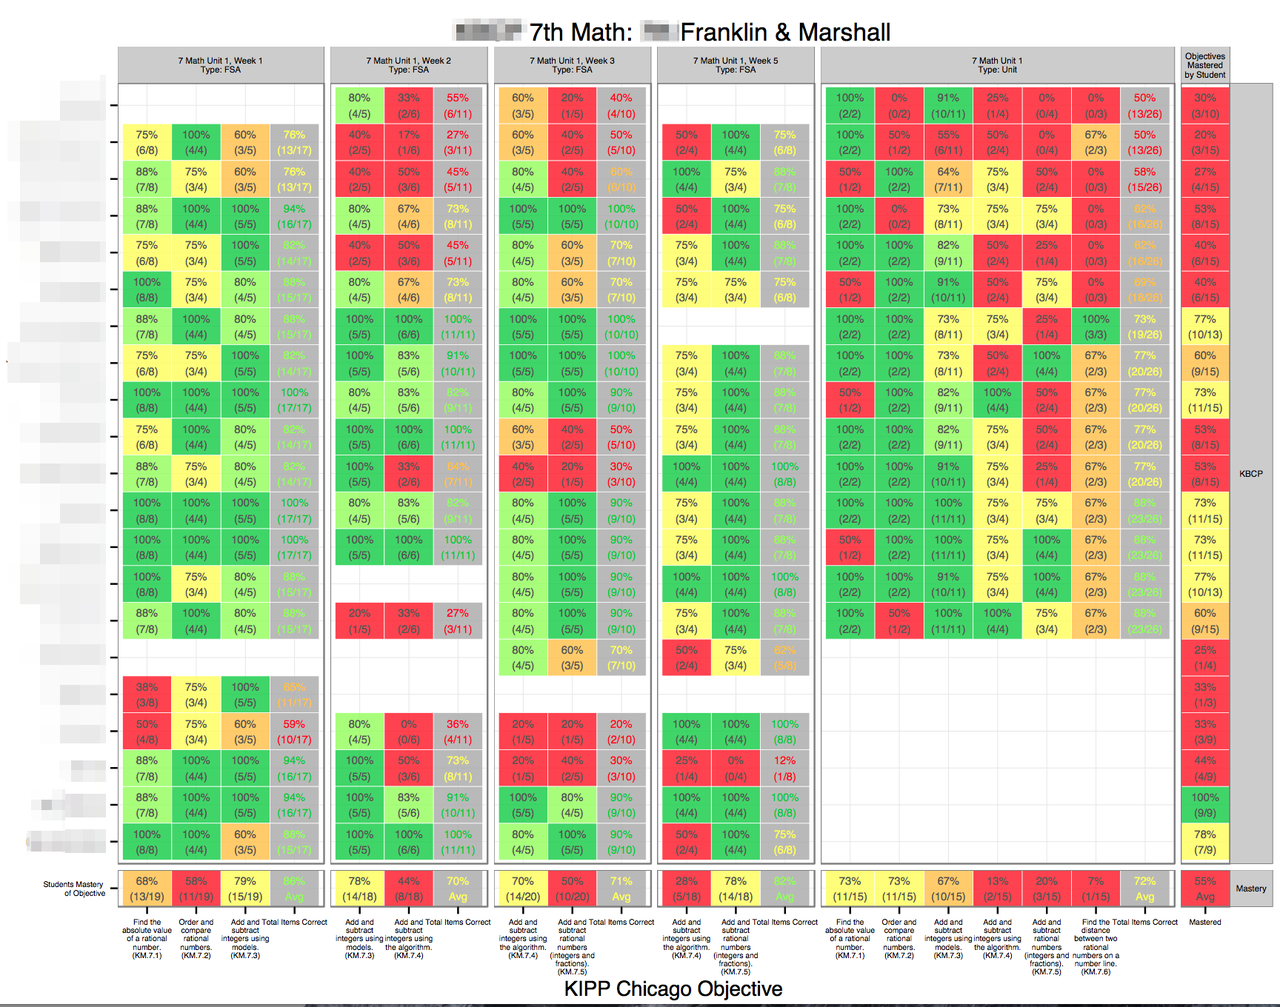 7th Math: Franklin & Marshall
7 Math Unit 1, Week 1 7 Math Unit 1, Week 2 7 Math Unit 1, Week 3 7 Math Unit 1, Week 5 7 Math Unit 1 Objectives
Type: FSA Type: FSA Type: FSA Type: FSA Type: Unit Mastered
by Student
80% 33% 55% 60% 20% 40% 100% 0% 91% 25% 0% 0% 50% 30%
(4/5) (2/6) (6/11) (3/5) (1/5) (4/10) (2/2) (0/2) (10/11) (1/4) (0/4) (0/3) (13/26) (3/10)
75% 100% 60% 76% 40% 17% 27% 60% 40% 50% 50% 100% 75% 100% 50% 55% 50% 0% 67% 50% 20%
(6/8) (4/4) (3/5) (13/17) (2/5) (1/6) (3/11) (3/5) (2/5) (5/10) (2/4) (4/4) (6/8) (2/2) (1/2) (6/11) (2/4) (0/4) (2/3) (13/26) (3/15)
88% 75% 60% 76% 40% 50% 45% 80% 40% 60% 100% 75% 88% 50% 100% 64% 75% 50% 0% 58% 27%
(7/8) (3/4) (3/5) (13/17) (2/5) (3/6) (5/11) (4/5) (2/5) (6/10) (4/4) (3/4) (7/8) (1/2) (2/2) (7/11) (3/4) (2/4) (0/3) (15/26) (4/15)
88% 100% 100% 94% 80% 67% 73% 100% 100% 100% 50% 100% 75% 100% 0% 73% 75% 75% 0% 62% 53%
(7/8) (4/4) (5/5) (16/17) (4/5) (4/6) (8/11) (5/5) (5/5) (10/10) (2/4) (4/4) (6/8) (2/2) (0/2) (8/11) (3/4) (3/4) (0/3) (16/26) (8/15)
75% 75% 100% 82% 40% 50% 45% 80% 60% 70% 75% 100% 88% 100% 100% 82% 50% 25% 0% 62% 40%
(6/8) (3/4) (5/5) (14/17) (2/5) (3/6) (5/11) (4/5) (3/5) (7/10) (3/4) (4/4) (7/8) (2/2) (2/2) (9/11) (2/4) (1/4) (0/3) (16/26) (6/15)
100% 75% 80% 88% 80% 67% 73% 80% 60% 70% 75% 75% 75% 50% 100% 91% 50% 75% 0% 69% 40%
(8/8) (3/4) (4/5) (15/17) (4/5) (4/6) (8/11) (4/5) (3/5) (7/10) (3/4) (3/4) (6/8) (1/2) (2/2) (10/11) (2/4) (3/4) (0/3) (18/26) (6/15)
88% 100% 80% 88% 100% 100% 100% 100% 100% 100% 100% 100% 73% 75% 25% 100% 73% 77%
(7/8) (4/4) (4/5) (15/17) (5/5) (6/6) (11/11) (5/5) (5/5) (10/10) (2/2) (2/2) (8/11) (3/4) (1/4) (3/3) (19/26) (10/13)
75% 75% 100% 82% 100% 83% 91% 100% 100% 100% 75% 100% 88% 100% 100% 73% 50% 100% 67% 77% 60%
(6/8) (3/4) (5/5) (14/17) (5/5) (5/6) (10/11) (5/5) (5/5) (10/10) (3/4) (4/4) (7/8) (2/2) (2/2) (8/11) (2/4) (4/4) (2/3) (20/26) (9/15)
100% 100% 100% 100% 80% 83% 82% 80% 100% 90% 75% 100% 88% 50% 100% 82% 100% 50% 67% 77% 73%
(8/8) (4/4) (5/5) (17/17) (4/5) (5/6) (9/11) (4/5) (5/5) (9/10) (3/4) (4/4) (7/8) (1/2) (2/2) (9/11) (4/4) (2/4) (2/3) (20/26) (11/15)
75% 100% 80% 82% 100% 100% 100% 60% 40% 50% 75% 100% 88% 100% 100% 82% 75% 50% 67% 77% 53%
(6/8) (4/4) (4/5) (14/17) (5/5) (6/6) (11/11) (3/5) (2/5) (5/10) (3/4) (4/4) (7/8) (2/2) (2/2) (9/11) (3/4) (2/4) (2/3) (20/26) (8/15)
88% 75% 80% 82% 100% 33% 64% 40% 20% 30% 100% 100% 100% 100% 100% 91% 75% 25% 67% 77% 53% KBCP
(7/8) (3/4) (4/5) (14/17) (5/5) (2/6) (7/11) (2/5) (1/5) (3/10) (4/4) (4/4) (8/8) (2/2) (2/2) (10/11) (3/4) (1/4) (2/3) (20/26) (8/15)
100% 100% 100% 100% 80% 83% 82% 80% 100% 90% 75% 100% 88% 100% 100% 100% 75% 75% 67% 88% 73%
(8/8) (4/4) (5/5) (17/17) (4/5) (5/6) (9/11) (4/5) (5/5) (9/10) (3/4) (4/4) (7/8) (2/2) (2/2) (11/11) (3/4) (3/4) (2/3) (23/26) (11/15)
100% 100% 100% 100% 100% 100% 100% 80% 100% 90% 75% 100% 88% 50% 100% 100% 75% 100% 67% 88% 73%
(8/8) (4/4) (5/5) (17/17) (5/5) (6/6) (11/11) (4/5) (5/5) (9/10) (3/4) (4/4) (7/8) (1/2) (2/2) (11/11) (3/4) (4/4) (2/3) (23/26) (11/15)
100% 75% 80% 88% 80% 100% 90% 100% 100% 100% 100% 100% 91% 75% 100% 67% 88% 77%
(8/8) (3/4) (4/5) (15/17) (4/5) (5/5) (9/10) (4/4) (4/4) (8/8) (2/2) (2/2) (10/11) (3/4) (4/4) (2/3) (23/26) (10/13)
88% 100% 80% 88% 20% 33% 27% 80% 100% 90% 75% 100% 88% 100% 50% 100% 100% 75% 67% 88% 60%
(7/8) (4/4) (4/5) (15/17) (1/5) (2/6) (3/11) (4/5) (5/5) (9/10) (3/4) (4/4) (7/8) (2/2) (1/2) (11/11) (4/4) (3/4) (2/3) (23/26) (9/15)
80% 60% 70% 50% 75% 62% 25%
(4/5) (3/5) (7/10) (2/4) (3/4) (5/8) (1/4)
38% 75% 100% 65% 33%
(3/8) (3/4) (5/5) (11/17) (1/3)
50% 75% 60% 59% 80% 0% 36% 20% 20% 20% 100% 100% 100% 33%
(4/8) (3/4) (3/5) (10/17) (4/5) (0/6) (4/11) (1/5) (1/5) (2/10) (4/4) (4/4) (8/8) (3/9)
88% 100% 100% 94% 100% 50% 73% 20% 40% 30% 25% 0% 12% 44%
(7/8) (4/4) (5/5) (16/17) (5/5) (3/6) (8/11) (1/5) (2/5) (3/10) (1/4) (0/4) (1/8) (4/9)
88% 100% 100% 94% 100% 83% 91% 100% 80% 90% 100% 100% 100% 100%
(7/8) (4/4) (5/5) (16/17) (5/5) (5/6) (10/11) (5/5) (4/5) (9/10) (4/4) (4/4) (8/8) (9/9)
100% 100% 60% 88% 100% 100% 100% 80% 100% 90% 50% 100% 75% 78%
(8/8) (4/4) (3/5) (15/17) (5/5) (6/6) (11/11) (4/5) (5/5) (9/10) (2/4) (4/4) (6/8) (7/9)
Students Mastery 68% 58% 79% 86% 78% 44% 70% 70% 50% 71% 28% 78% 82% 73% 73% 67% 13% 20% 7% 72% 55% Mastery
of Objective (13/19) (11/19) (15/19) Avg (14/18) (8/18) Avg (14/20) (10/20) Avg (5/18) (14/18) Avg (11/15) (11/15) (10/15) (2/15) (3/15) (1/15) Avg Avg
Find the Order and Add and Total Items Correct Add and Add and Total Items Correct Add and Add and Total Items Correct Add and Add and Total Items Correct Find the Order and Add and Add and Add and Find the Total Items Correct Mastered
absolute value compare subtract subtract subtract subtract subtract subtract subtract absolute value compare subtract subtract subtract distance
of a rational rational integers using integers using integers using integers using rational integers using rational of a rational rational integers using integers using rational between two
number. numbers. models. models. the algorithm. the algorithm. numbers the algorithm. numbers number. numbers. models. the algorithm. numbers rational
(KM.7.1) (KM.7.2) (KM.7.3) (KM.7.3) (KM.7.4) (KM.7.4) (integers and (KM.7.4) (integers and (KM.7.1) (KM.7.2) (KM.7.3) (KM.7.4) (integers and numbers on a
fractions). fractions). fractions). number line.
(KM.7.5) (KM.7.5) (KM.7.5) (KM.7.6)
KIPP Chicago Objective